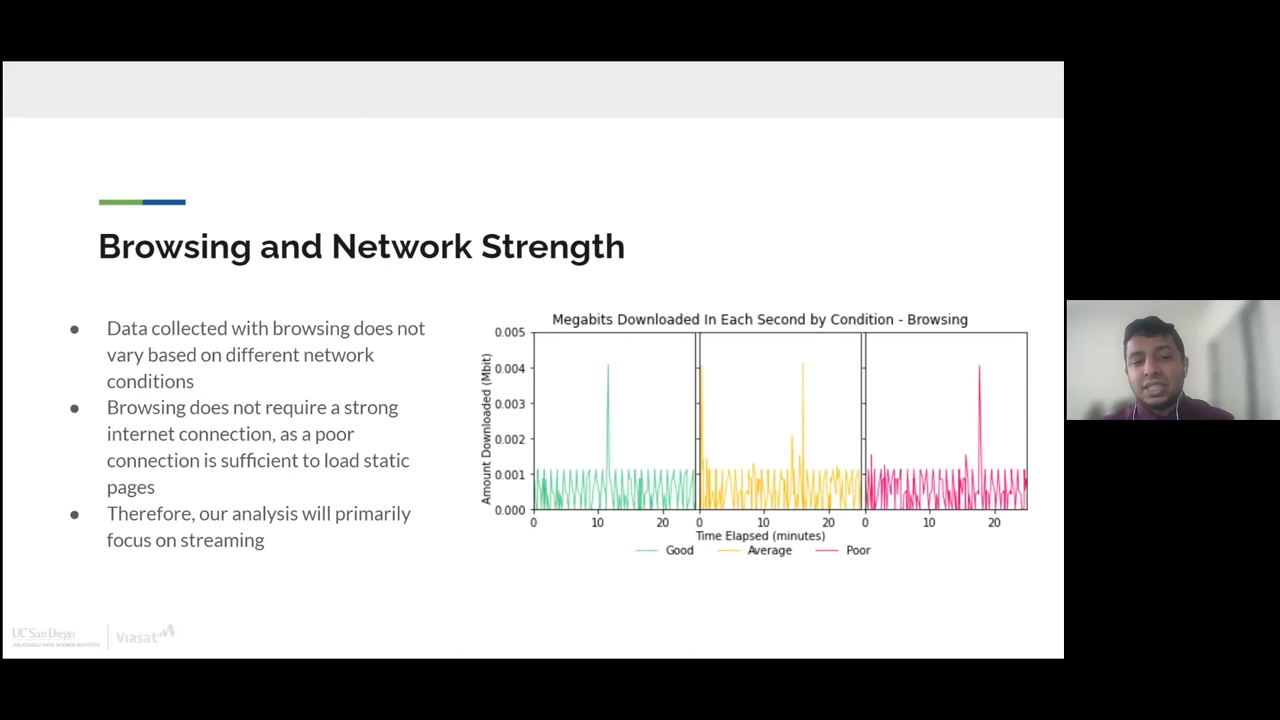 Browsing and Network Strength
● Data collected with browsing does not
vary based on different network
conditions
● Browsing does not require a strong
internet connection, as a poor
connection is sufficient to load static
pages
● Therefore, our analysis will primarily
focus on streaming
Megabits Downloaded In Each Second by Condition - Browsing
Amount Downloaded (Mbit)
0.005
0.004
0.003
0.002
0.001
0.000
0 10 20 0 10 20 0 10 20
Time Elapsed (minutes)
Good Average Poor
UC San Diego
HALICIOĞLU DATA SCIENCE INSTITUTE
Viasat